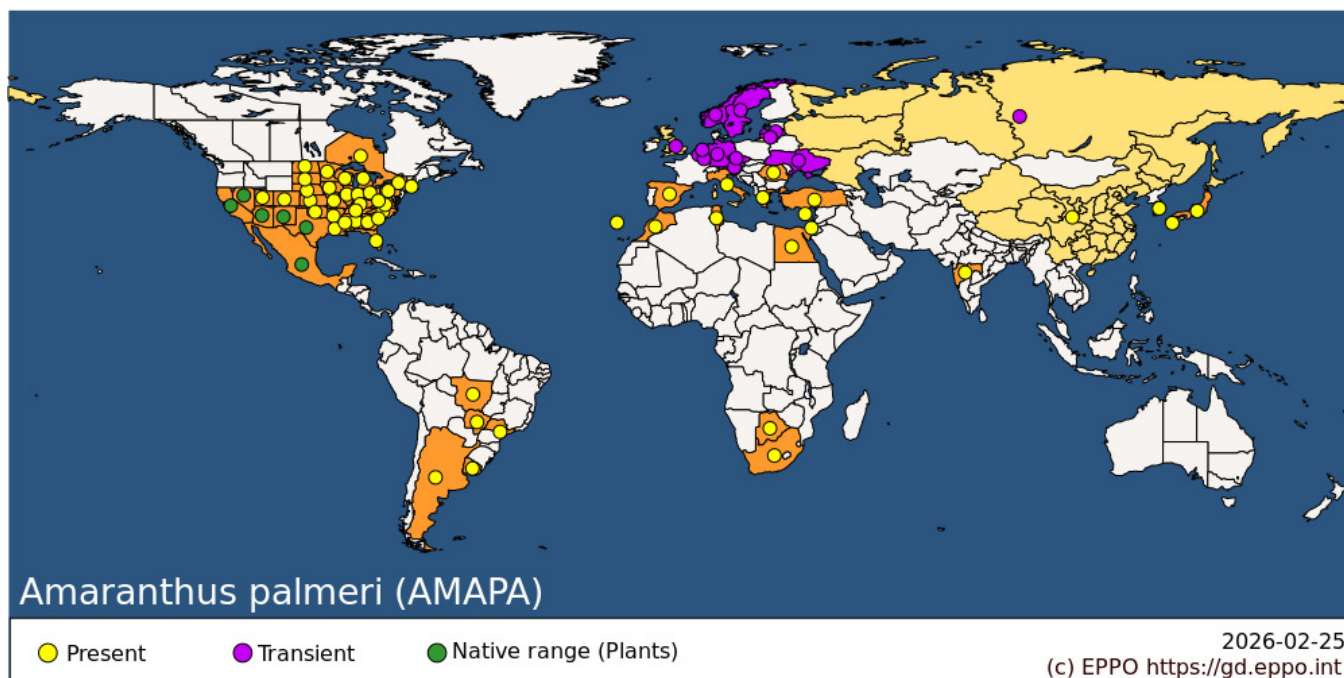 Amaranthus palmeri (AMAPA)
Present
Transient
Native range (Plants)
2026-02-25
(c) EPPO https://gd.eppo.int